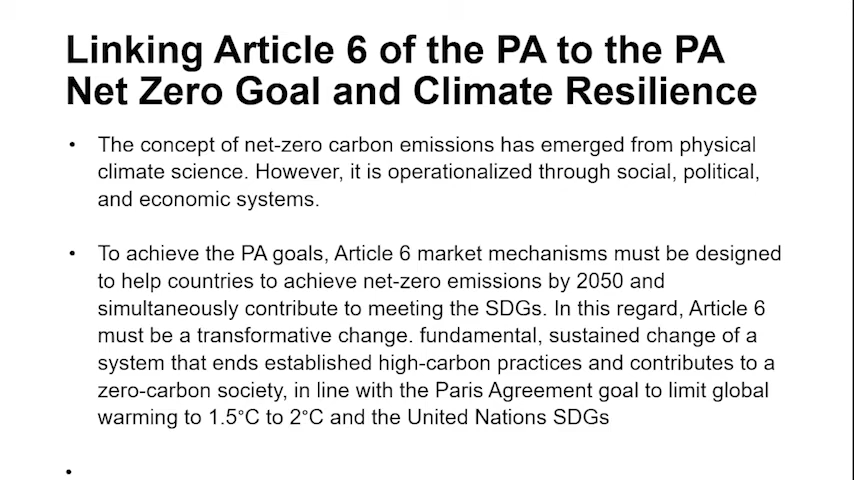 Linking Article 6 of the PA to the PA
Net Zero Goal and Climate Resilience
• The concept of net-zero carbon emissions has emerged from physical
climate science. However, it is operationalized through social, political,
and economic systems.
• To achieve the PA goals, Article 6 market mechanisms must be designed
to help countries to achieve net-zero emissions by 2050 and
simultaneously contribute to meeting the SDGs. In this regard, Article 6
must be a transformative change. fundamental, sustained change of a
system that ends established high-carbon practices and contributes to a
zero-carbon society, in line with the Paris Agreement goal to limit global
warming to 1.5°C to 2°C and the United Nations SDGs
•